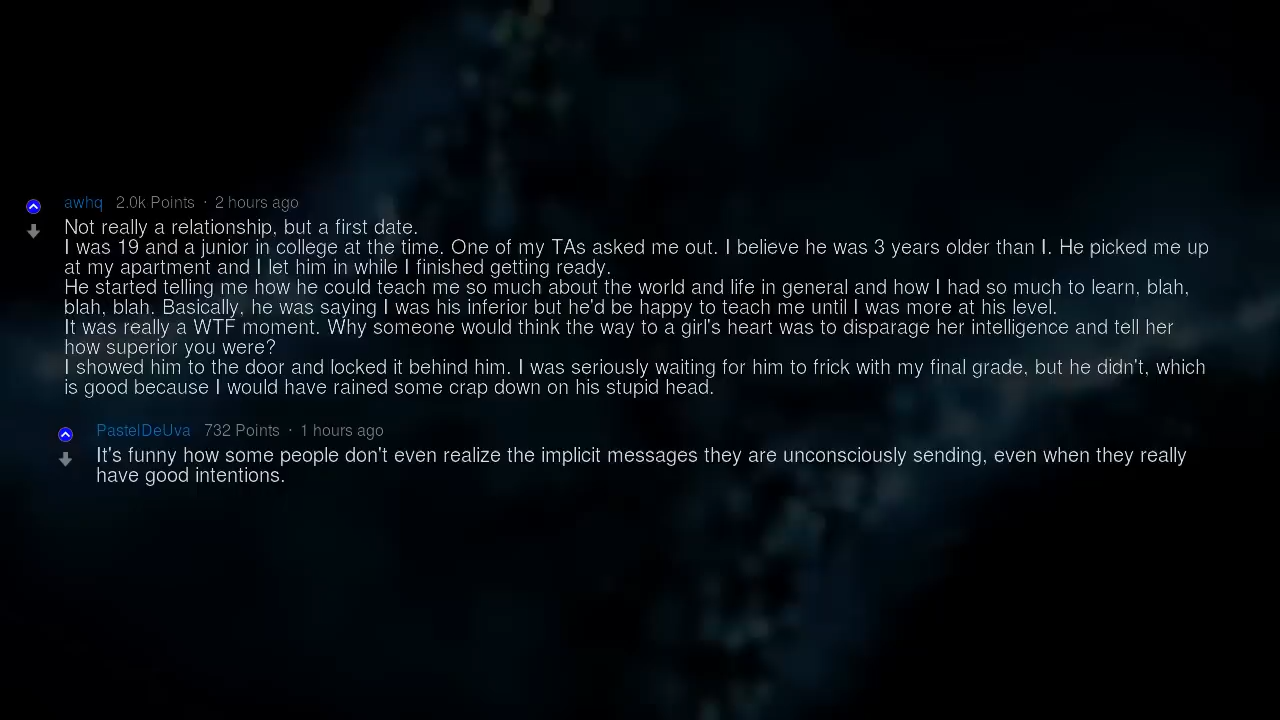 awhq 2.0k Points · 2 hours ago
Not really a relationship, but a first date.
I was 19 and a junior in college at the time. One of my TAs asked me out. I believe he was 3 years older than I. He picked me up
at my apartment and I let him in while I finished getting ready.
He started telling me how he could teach me so much about the world and life in general and how I had so much to learn, blah,
blah, blah. Basically, he was saying I was his inferior but he'd be happy to teach me until I was more at his level.
It was really a WTF moment. Why someone would think the way to a girl's heart was to disparage her intelligence and tell her
how superior you were?
I showed him to the door and locked it behind him. I was seriously waiting for him to frick with my final grade, but he didn't, which
is good because I would have rained some crap down on his stupid head.
PastelDeUva 732 Points · 1 hours ago
It's funny how some people don't even realize the implicit messages they are unconsciously sending, even when they really
have good intentions.